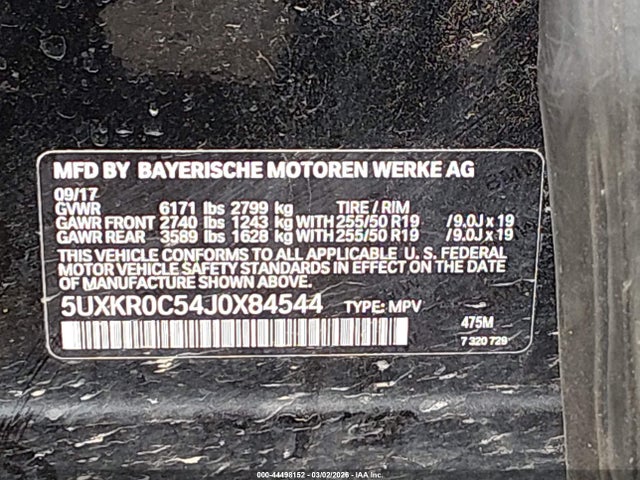 MFD BY BAYERISCHE MOTOREN WERKE AG
09/17
GVWR 6171 lbs 2799 kg TIRE / RIM
GAWR FRONT 2740 lbs 1243 kg WITH 255/50 R19 /9.0J x 19
GAWR REAR 3589 lbs 1628 kg WITH 255/50 R19 /9.0J x 19
THIS VEHICLE CONFORMS TO ALL APPLICABLE U. S. FEDERAL
MOTOR VEHICLE SAFETY STANDARDS IN EFFECT ON THE DATE
OF MANUFACTURE SHOWN ABOVE.
5UXKR0C54J0X84544 TYPE: MPV
475M
7 320 729
000-44498152 - 03/02/2026 - IAA Inc.